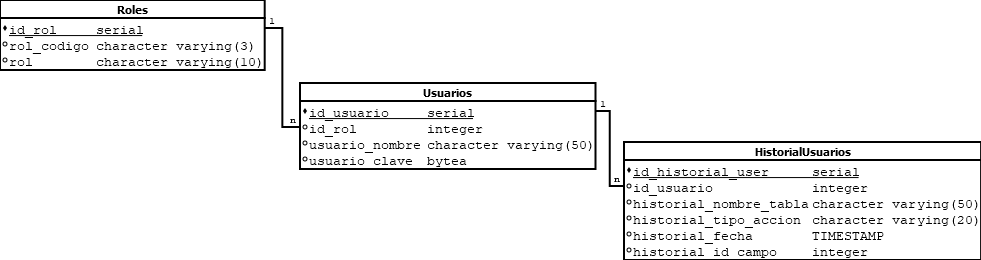 Roles
id_rol serial
rol_codigo character varying(3)
rol character varying(10)
1
n
Usuarios
id_usuario serial
id_rol integer
usuario_nombre character varying(50)
usuario_clave bytea
1
n
HistorialUsuarios
id_historial_user serial
id_usuario integer
historial_nombre_tabla character varying(50)
historial_tipo_accion character varying(20)
historial_fecha TIMESTAMP
historial_id_campo integer